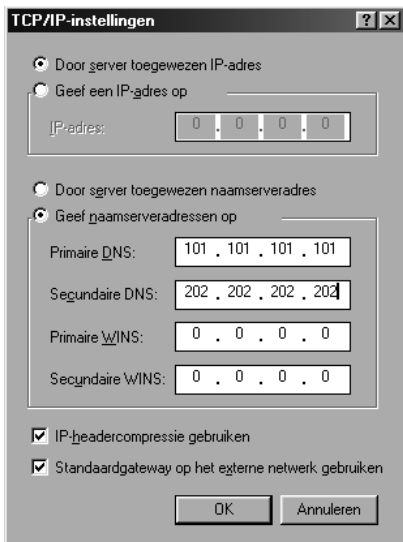 TCP/IP-instellingen
Door server toegewezen IP-adres
Geef een IP-adres op
IP-adres: 0 . 0 . 0 . 0
Door server toegewezen naamserveradres
Geef naamserveradressen op
Primaire DNS: 101 . 101 . 101 . 101
Secundaire DNS: 202 . 202 . 202 . 202
Primaire WINS: 0 . 0 . 0 . 0
Secundaire WINS: 0 . 0 . 0 . 0
IP-headercompressie gebruiken
Standaardgateway op het externe netwerk gebruiken
OK Annuleren